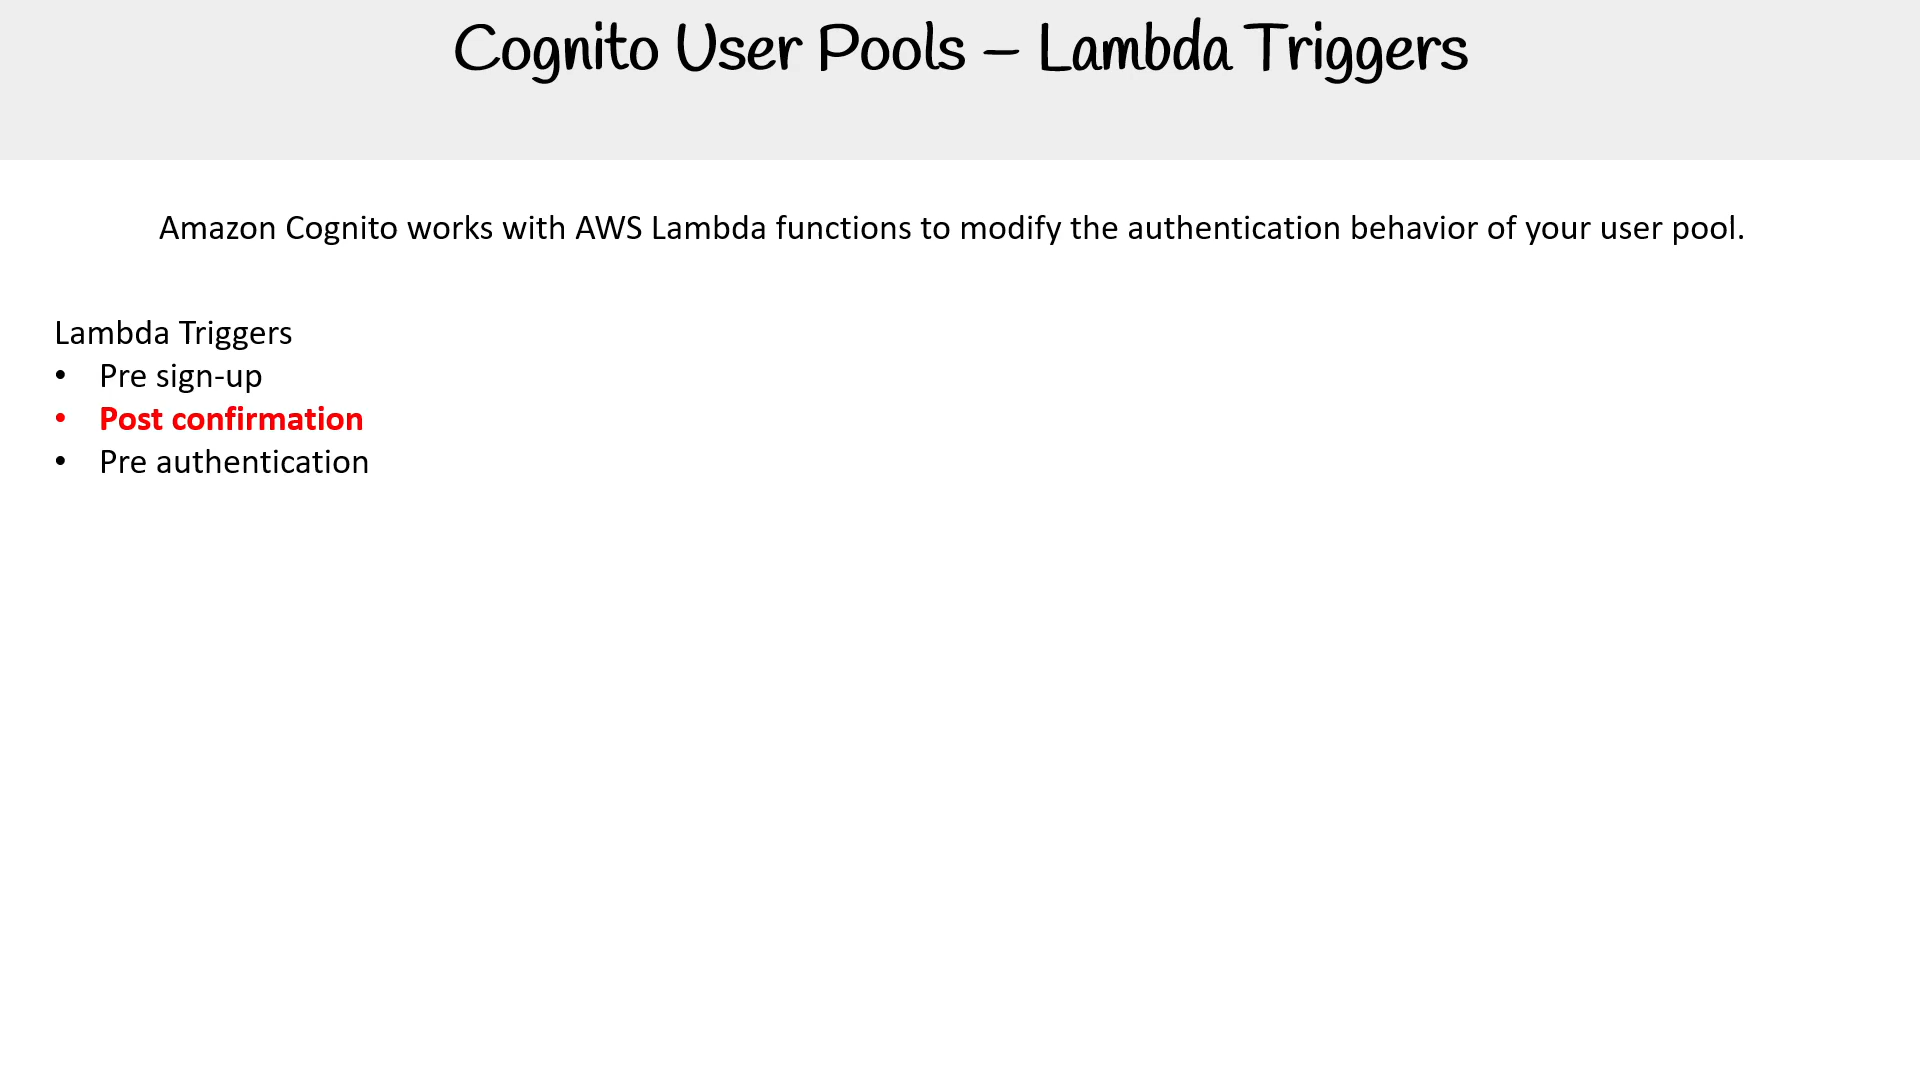 Cognito User Pools – Lambda Triggers
Amazon Cognito works with AWS Lambda functions to modify the authentication behavior of your user pool.
Lambda Triggers
• Pre sign-up
• Post confirmation
• Pre authentication